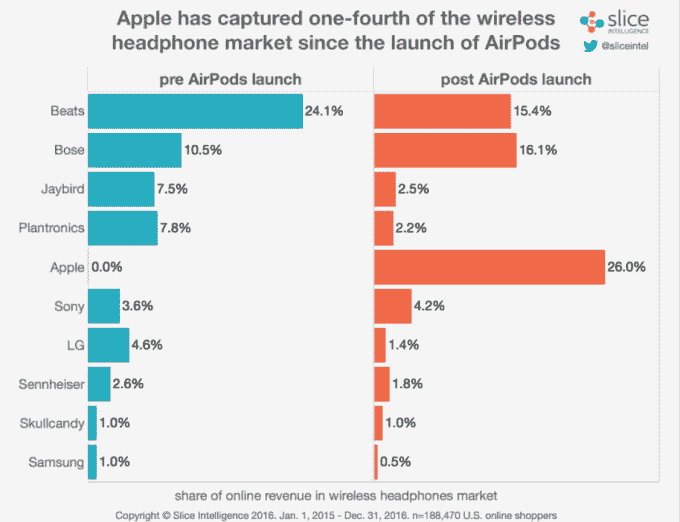 Apple has captured one-fourth of the wireless
headphone market since the launch of AirPods
slice
INTELLIGENCE
@sliceintel
pre AirPods launch
post AirPods launch
Beats 24.1% 15.4%
Bose 10.5% 16.1%
Jaybird 7.5% 2.5%
Plantronics 7.8% 2.2%
Apple 0.0% 26.0%
Sony 3.6% 4.2%
LG 4.6% 1.4%
Sennheiser 2.6% 1.8%
Skullcandy 1.0% 1.0%
Samsung 1.0% 0.5%
share of online revenue in wireless headphones market
Copyright © Slice Intelligence 2016. Jan. 1, 2015 - Dec. 31, 2016. n=188,470 U.S. online shoppers